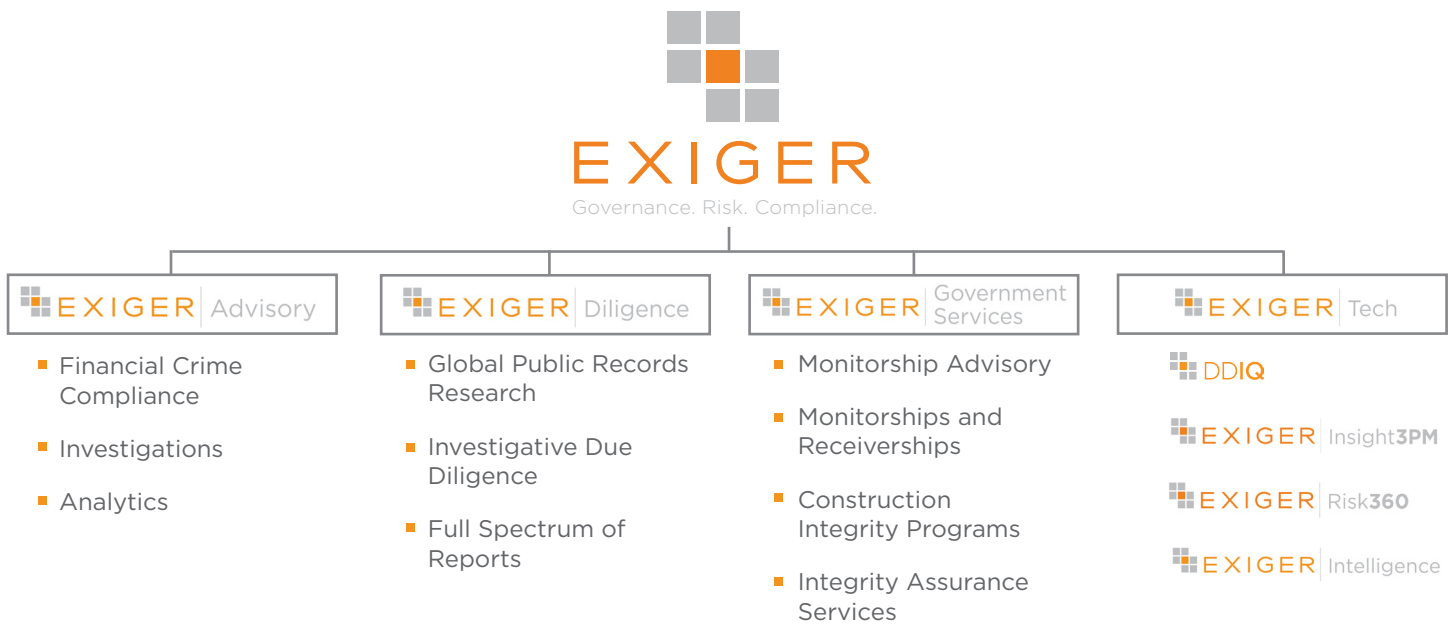 EXIGER
Governance. Risk. Compliance.
EXIGER Advisory
Financial Crime
Compliance
Investigations
Analytics
EXIGER Diligence
Global Public Records
Research
Investigative Due
Diligence
Full Spectrum of
Reports
EXIGER Government
Services
Monitorship Advisory
Monitorships and
Receiverships
Construction
Integrity Programs
Integrity Assurance
Services
EXIGER Tech
DDIQ
EXIGER Insight3PM
EXIGER Risk360
EXIGER Intelligence